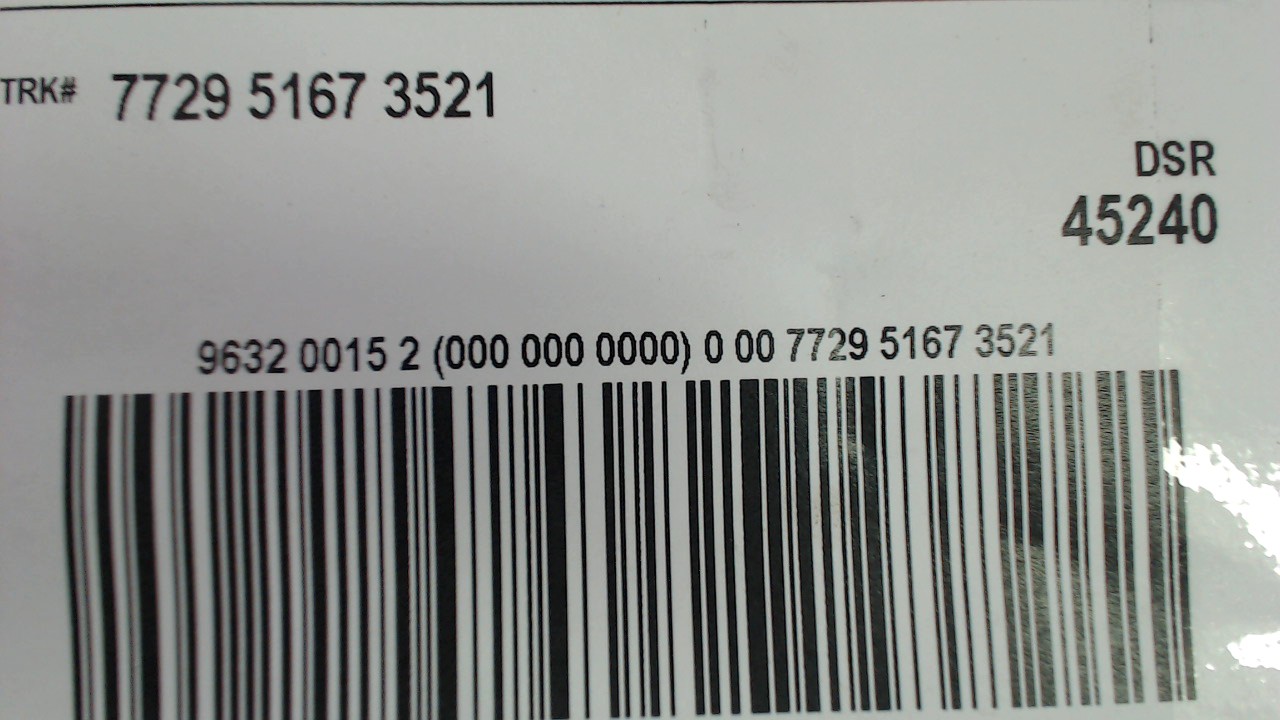 TRK# 7729 5167 3521
DSR
45240
9632 0015 2 (000 000 0000) 0 00 7729 5167 3521